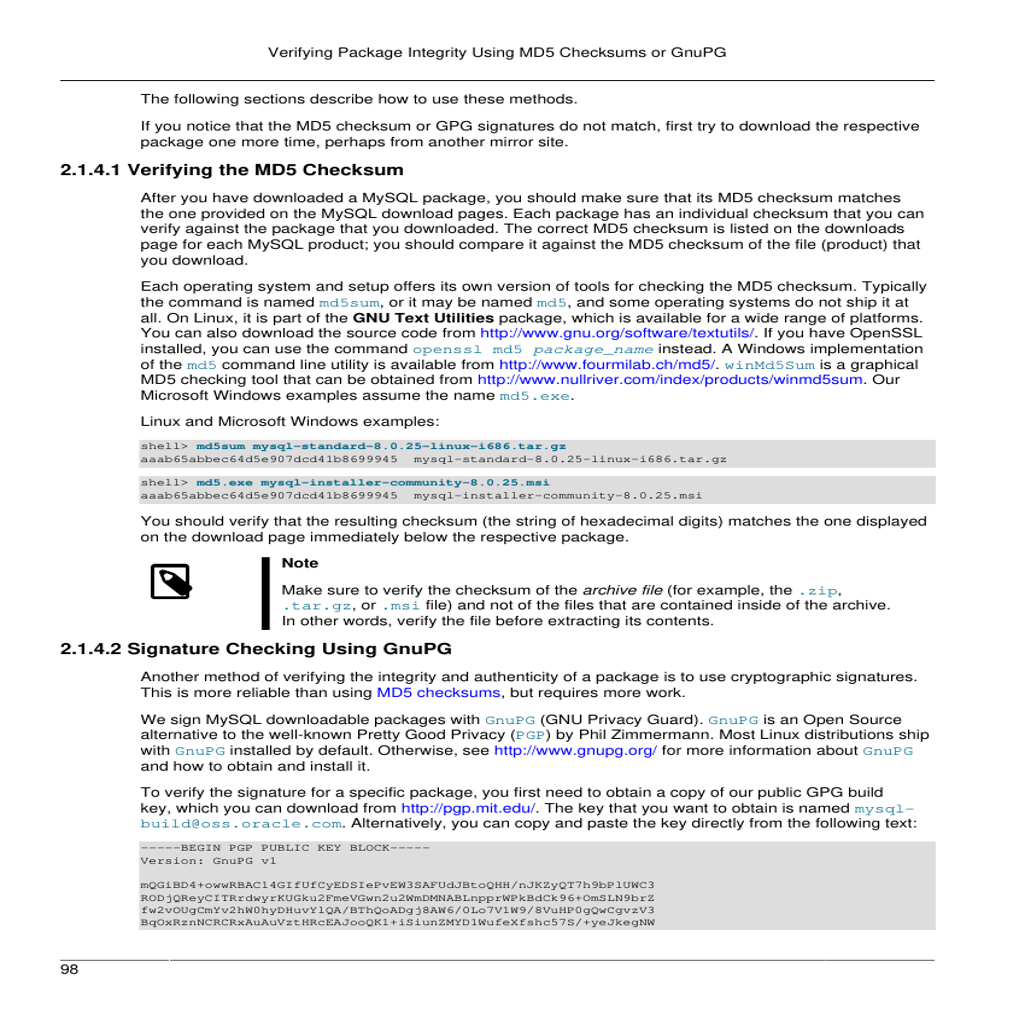 Verifying Package Integrity Using MD5 Checksums or GnuPG
The following sections describe how to use these methods.
If you notice that the MD5 checksum or GPG signatures do not match, first try to download the respective
package one more time, perhaps from another mirror site.
2.1.4.1 Verifying the MD5 Checksum
After you have downloaded a MySQL package, you should make sure that its MD5 checksum matches
the one provided on the MySQL download pages. Each package has an individual checksum that you can
verify against the package that you downloaded. The correct MD5 checksum is listed on the downloads
page for each MySQL product; you should compare it against the MD5 checksum of the file (product) that
you download.
Each operating system and setup offers its own version of tools for checking the MD5 checksum. Typically
the command is named md5sum, or it may be named md5, and some operating systems do not ship it at
all. On Linux, it is part of the GNU Text Utilities package, which is available for a wide range of platforms.
You can also download the source code from http://www.gnu.org/software/textutils/. If you have OpenSSL
installed, you can use the command openssl md5 package_name instead. A Windows implementation
of the md5 command line utility is available from http://www.fourmilab.ch/md5/. winMd5Sum is a graphical
MD5 checking tool that can be obtained from http://www.nullriver.com/index/products/winmd5sum. Our
Microsoft Windows examples assume the name md5.exe.
Linux and Microsoft Windows examples:
shell> md5sum mysql-standard-8.0.25-linux-i686.tar.gz
aaab65abbec64d5e907dcd41b8699945  mysql-standard-8.0.25-linux-i686.tar.gz
shell> md5.exe mysql-installer-community-8.0.25.msi
aaab65abbec64d5e907dcd41b8699945  mysql-installer-community-8.0.25.msi
You should verify that the resulting checksum (the string of hexadecimal digits) matches the one displayed
on the download page immediately below the respective package.
Note
Make sure to verify the checksum of the archive file (for example, the .zip,
.tar.gz, or .msi file) and not of the files that are contained inside of the archive.
In other words, verify the file before extracting its contents.
2.1.4.2 Signature Checking Using GnuPG
Another method of verifying the integrity and authenticity of a package is to use cryptographic signatures.
This is more reliable than using MD5 checksums, but requires more work.
We sign MySQL downloadable packages with GnuPG (GNU Privacy Guard). GnuPG is an Open Source
alternative to the well-known Pretty Good Privacy (PGP) by Phil Zimmermann. Most Linux distributions ship
with GnuPG installed by default. Otherwise, see http://www.gnupg.org/ for more information about GnuPG
and how to obtain and install it.
To verify the signature for a specific package, you first need to obtain a copy of our public GPG build
key, which you can download from http://pgp.mit.edu/. The key that you want to obtain is named mysql-
build@oss.oracle.com. Alternatively, you can copy and paste the key directly from the following text:
-----BEGIN PGP PUBLIC KEY BLOCK-----
Version: GnuPG v1
mQGiBD4+owwRBAC14GIfUfCyEDSIePvEW3SAFUdJBtoQHH/nJKZyQT7h9bPlUWC3
RODjQReyCITRrdwyrKUGku2FmeVGwn2u2WmDMNABLnpprWPkBdCk96+OmSLN9brZ
fw2vOUgCmYv2hW0hyDHuvYlQA/BThQoADgj8AW6/0Lo7V1W9/8VuHP0gQwCgvzV3
BqOxRznNCRCRxAuAuVztHRcEAJooQK1+iSiunZMYD1WufeXfshc57S/+yeJkegNW
98